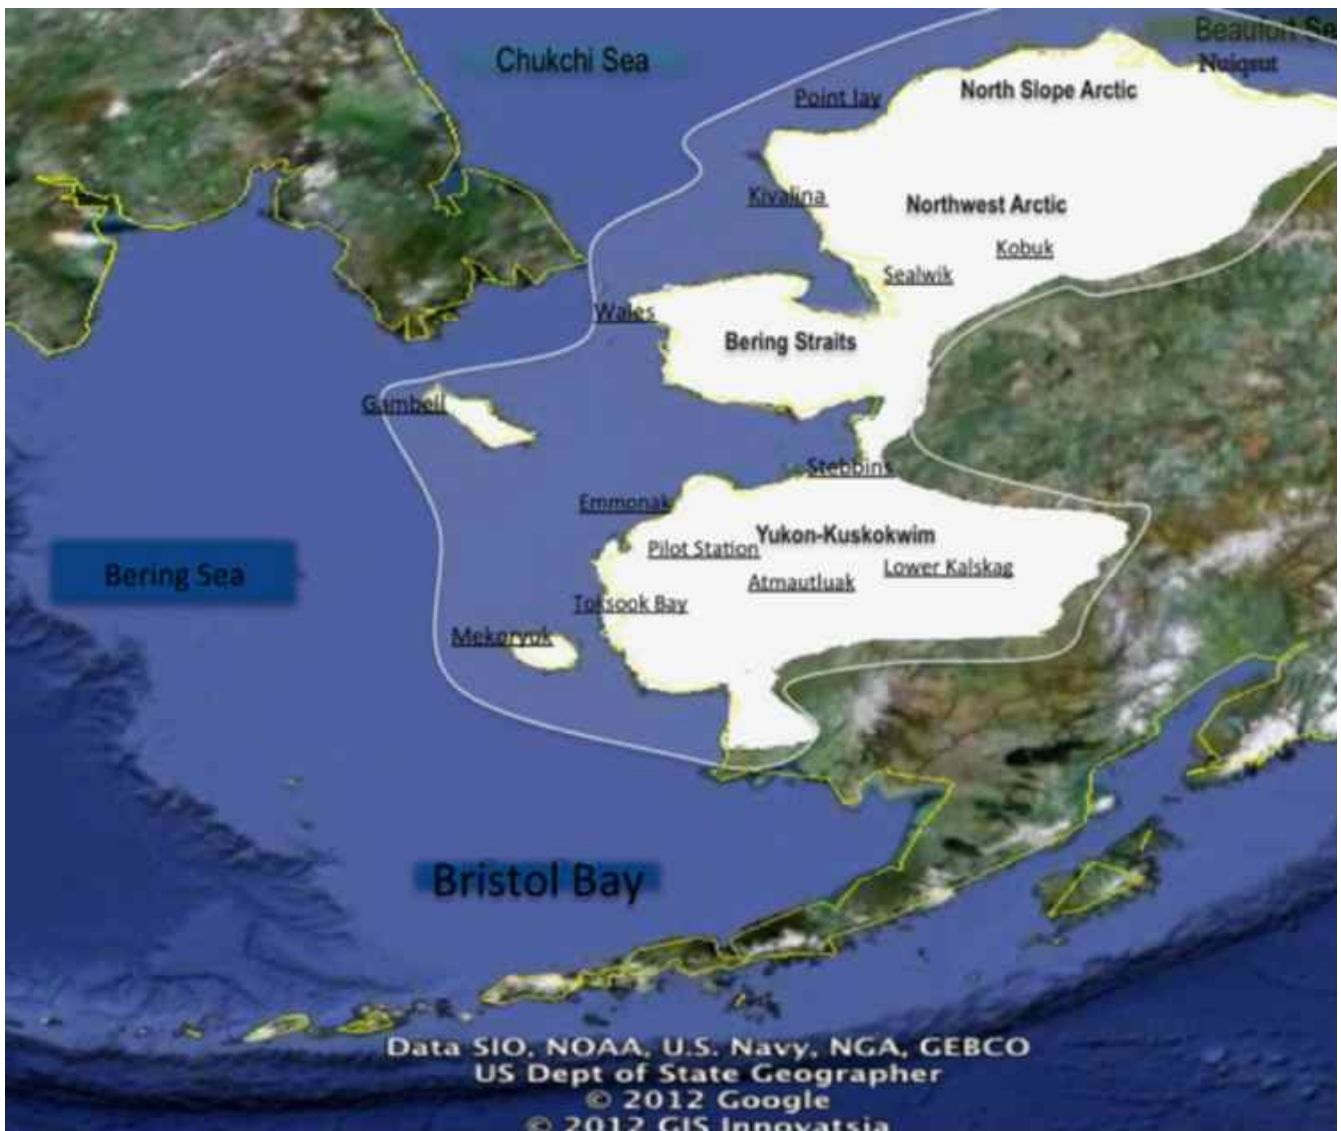 Beaufort Se
Chukchi Sea
Nuiqsut
Point lay
North Slope Arctic
Kivalina
Northwest Arctic
Kobuk
Sealwik
Wales
Bering Straits
Gambell
Stebbins
Emmonak
Yukon-Kuskokwim
Pilot Station
Lower Kalskag
Bering Sea
Atmautluak
Toksook Bay
Mekoryuk
Bristol Bay
Data SIO, NOAA, U.S. Navy, NGA, GEBCO
US Dept of State Geographer
© 2012 Google
© 2012 GIS Innovatsia